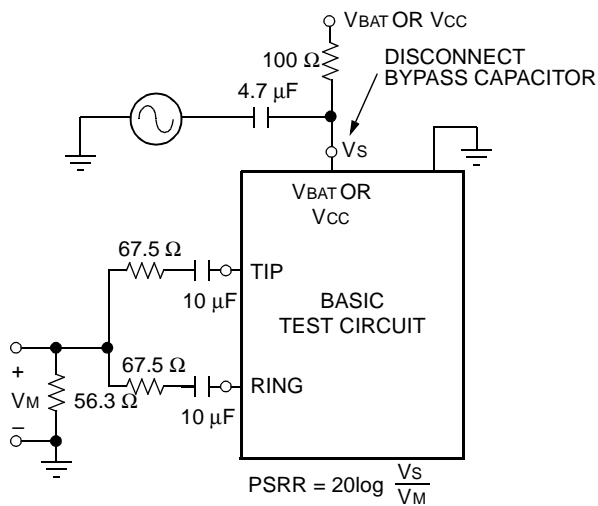 VBAT OR VCC
100 Ω
DISCONNECT
BYPASS CAPACITOR
4.7 µF
VS
VBAT OR
VCC
67.5 Ω
TIP
10 µF
BASIC
TEST CIRCUIT
67.5 Ω
RING
10 µF
+
VM
56.3 Ω
–
PSRR = 20log VS
VM